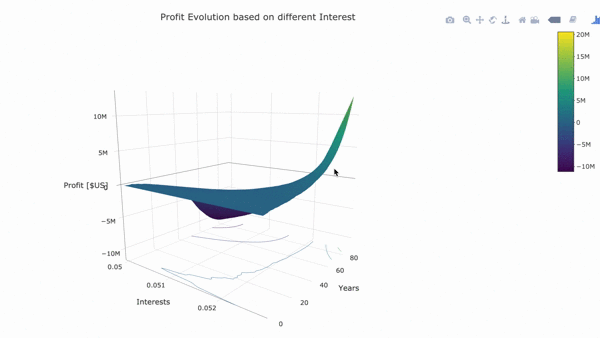 Profit Evolution based on different Interest
20M
15M
10M
5M
0
−5M
−10M
10M
5M
Profit [$US]
0
−5M
−10M
0.05
0.051
0.052
Interests
80
60
40
20
0
Years